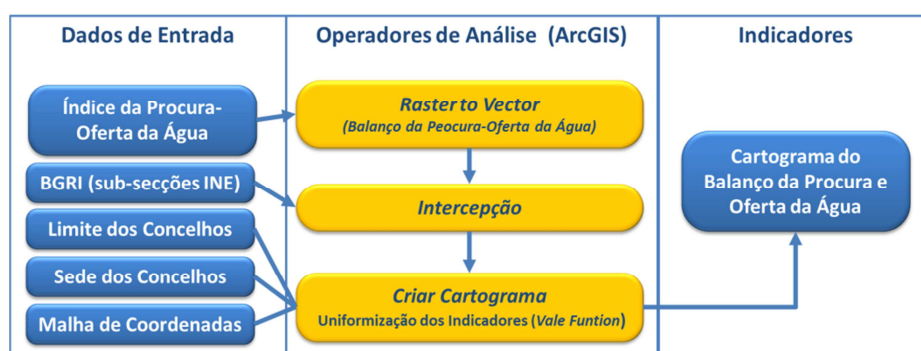 Dados de Entrada
Operadores de Análise (ArcGIS)
Indicadores
Índice da Procura-
Oferta da Água
BGRI (sub-secções INE)
Limite dos Concelhos
Sede dos Concelhos
Malha de Coordenadas
Raster to Vector
(Balanço da Peocura-Oferta da Água)
Intercepção
Criar Cartograma
Uniformização dos Indicadores (Vale Funtion)
Cartograma do
Balanço da Procura e
Oferta da Água